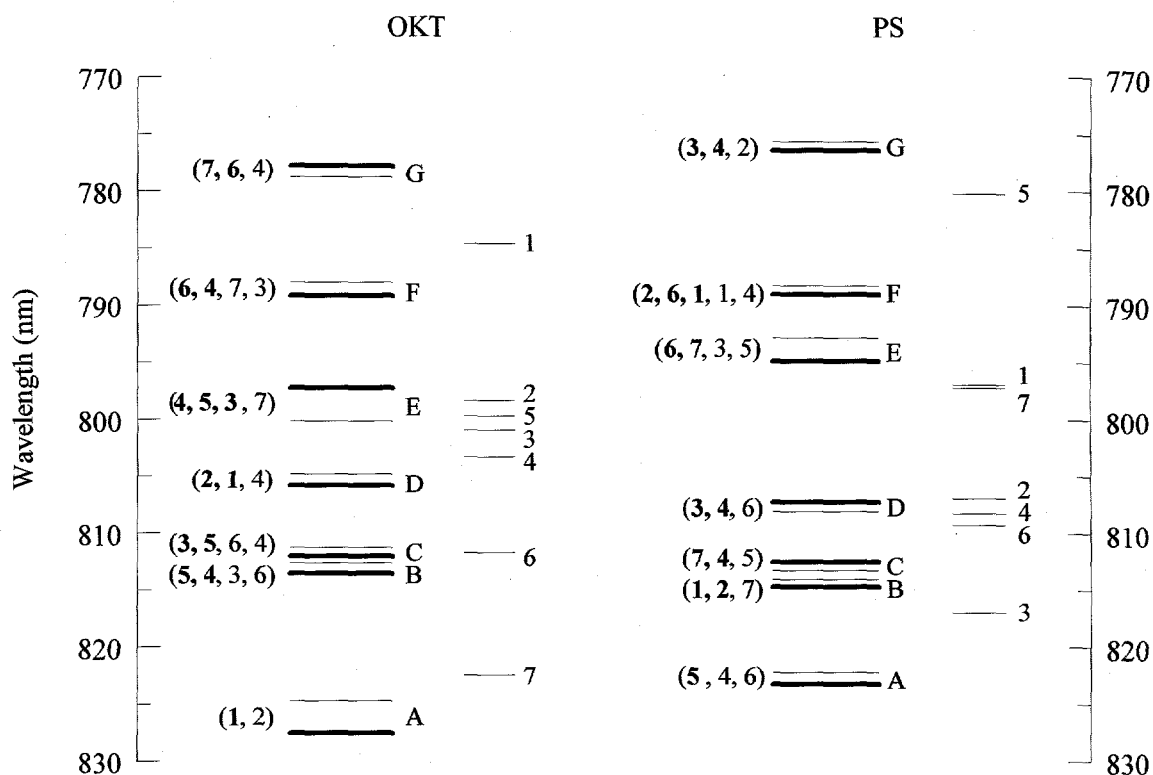 OKT
PS
770
770
(7, 6, 4)
G
(3, 4, 2)
G
780
780
5
1
(6, 4, 7, 3)
F
(2, 6, 1, 1, 4)
F
790
790
(6, 7, 3, 5)
E
Wavelength (nm)
(4, 5, 3, 7)
E
2
1
7
800
800
5
3
4
(2, 1, 4)
D
2
(3, 4, 6)
D
4
6
810
810
(3, 5, 6, 4)
C
6
(7, 4, 5)
C
(5, 4, 3, 6)
B
(1, 2, 7)
B
3
820
820
7
(5 , 4, 6)
A
(1, 2)
A
830
830